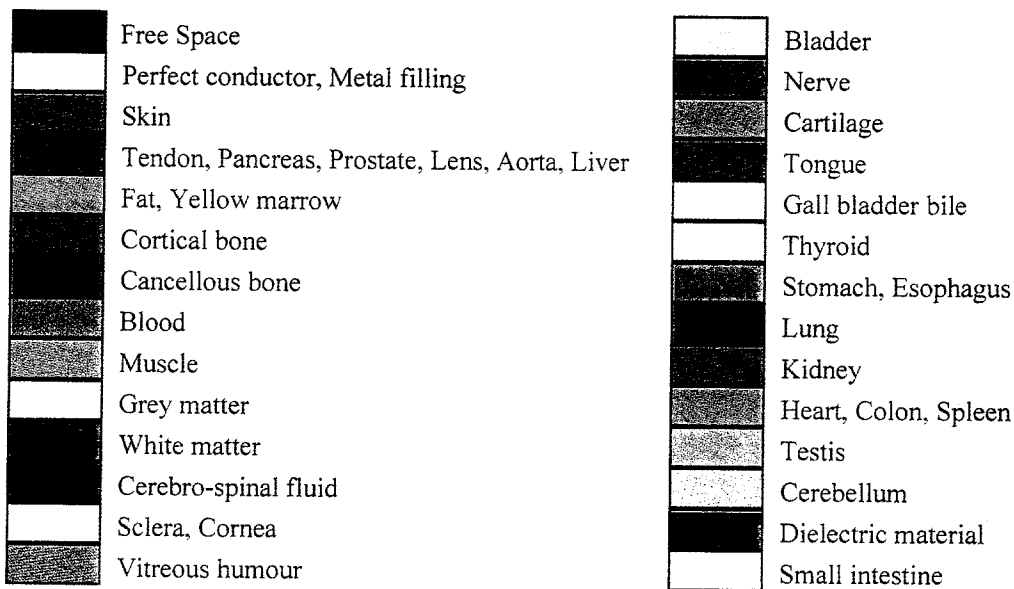 Free Space
Perfect conductor, Metal filling
Skin
Tendon, Pancreas, Prostate, Lens, Aorta, Liver
Fat, Yellow marrow
Cortical bone
Cancellous bone
Blood
Muscle
Grey matter
White matter
Cerebro-spinal fluid
Sclera, Cornea
Vitreous humour
Bladder
Nerve
Cartilage
Tongue
Gall bladder bile
Thyroid
Stomach, Esophagus
Lung
Kidney
Heart, Colon, Spleen
Testis
Cerebellum
Dielectric material
Small intestine